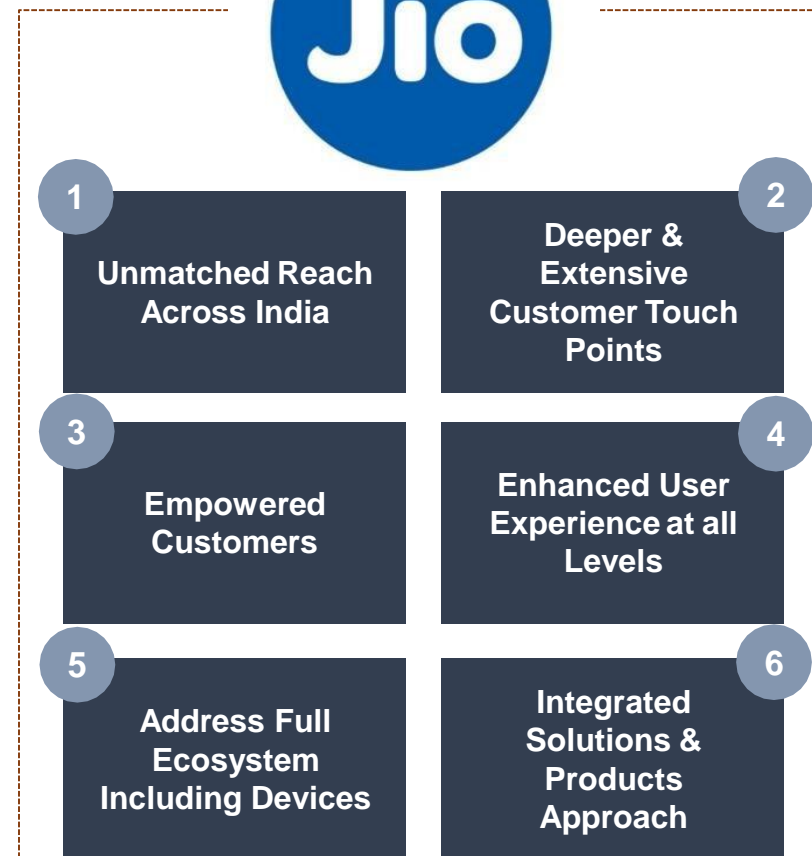 Jio
1
Unmatched Reach
Across India
2
Deeper &
Extensive
Customer Touch
Points
3
Empowered
Customers
4
Enhanced User
Experience at all
Levels
5
Address Full
Ecosystem
Including Devices
6
Integrated
Solutions &
Products
Approach